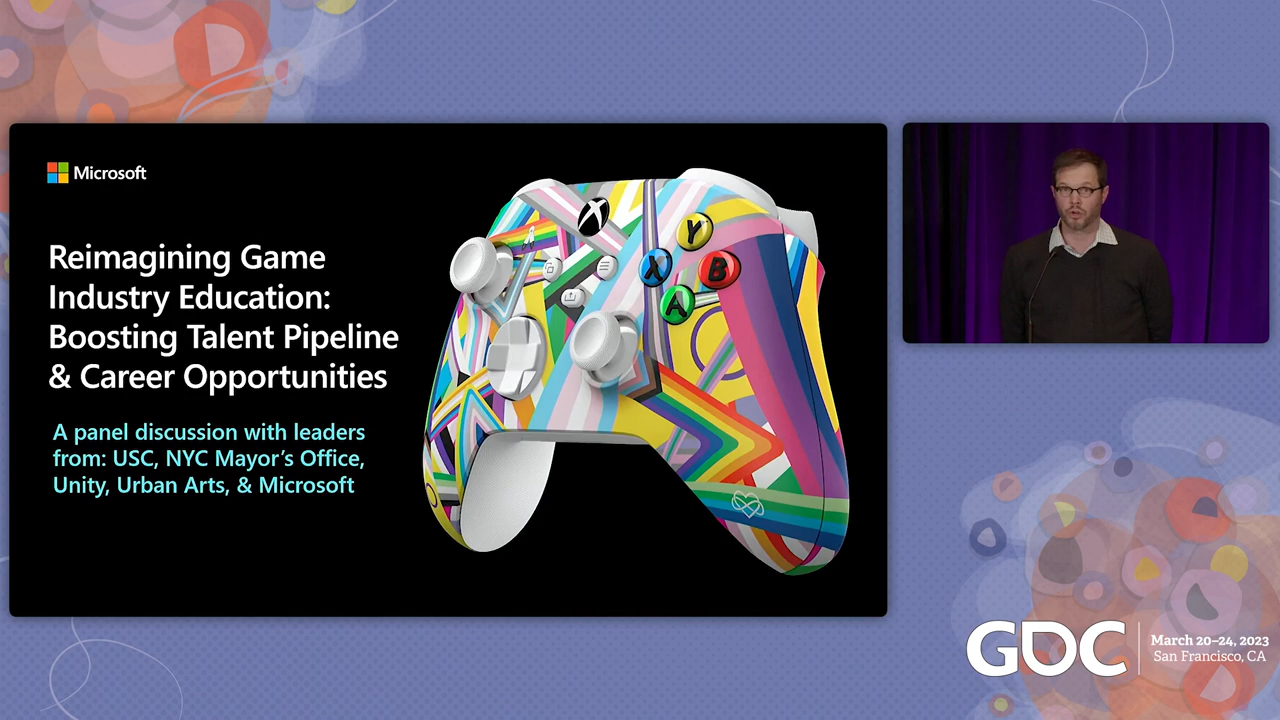 Microsoft
Reimagining Game
Industry Education:
Boosting Talent Pipeline
& Career Opportunities
A panel discussion with leaders
from: USC, NYC Mayor's Office,
Unity, Urban Arts, & Microsoft
Y
X
B
A
GDC
March 20–24, 2023
San Francisco, CA